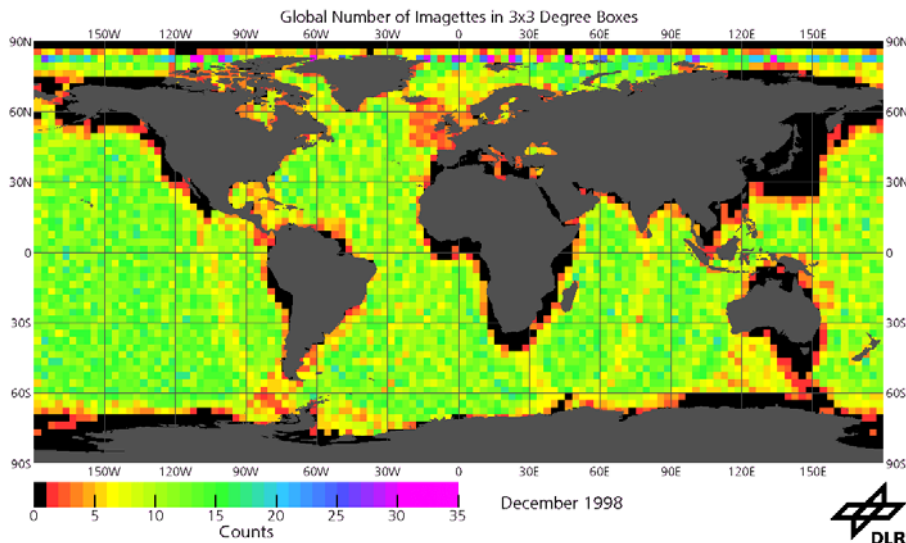 Global Number of Imagettes in 3x3 Degree Boxes
150W 120W 90W 60W 30W 0 30E 60E 90E 120E 150E
90N 90N
60N 60N
30N 30N
0 0
30S 30S
60S 60S
90S 90S
150W 120W 90W 60W 30W 0 30E 60E 90E 120E 150E
0 5 10 15 20 25 30 35
Counts
December 1998
DLR